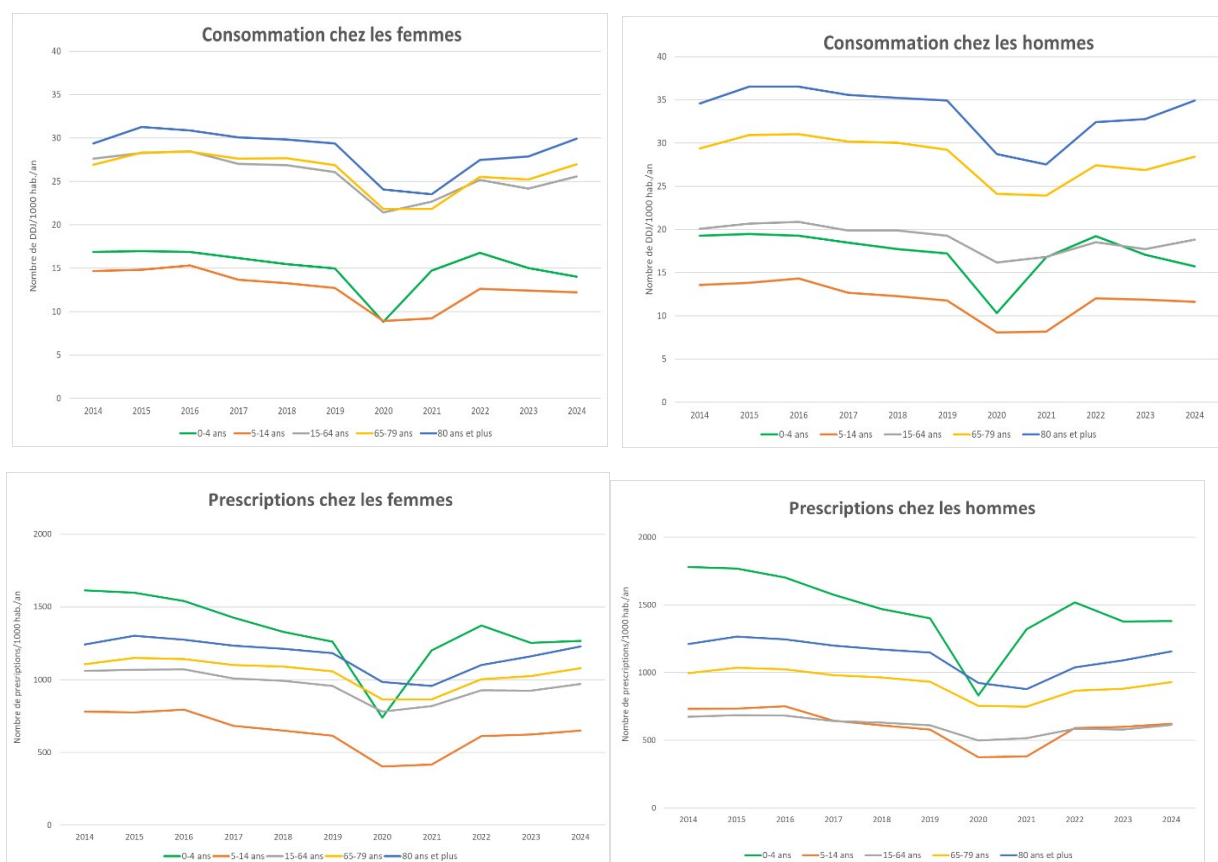 Consommation chez les femmes
Nombre de DDJ/1000 hab./an
40
35
30
25
20
15
10
5
0
2014 2015 2016 2017 2018 2019 2020 2021 2022 2023 2024
0-4 ans 5-14 ans 15-64 ans 65-79 ans 80 ans et plus
Consommation chez les hommes
Nombre de DDJ/1000 hab./an
40
35
30
25
20
15
10
5
0
2014 2015 2016 2017 2018 2019 2020 2021 2022 2023 2024
0-4 ans 5-14 ans 15-64 ans 65-79 ans 80 ans et plus
Prescriptions chez les femmes
Nombre de presriptions/1000 hab./an
2000
1500
1000
500
0
2014 2015 2016 2017 2018 2019 2020 2021 2022 2023 2024
0-4 ans 5-14 ans 15-64 ans 65-79 ans 80 ans et plus
Prescriptions chez les hommes
Nombre de prescriptions/1000 hab./an
2000
1500
1000
500
0
2014 2015 2016 2017 2018 2019 2020 2021 2022 2023 2024
0-4 ans 5-14 ans 15-64 ans 65-79 ans 80 ans et plus